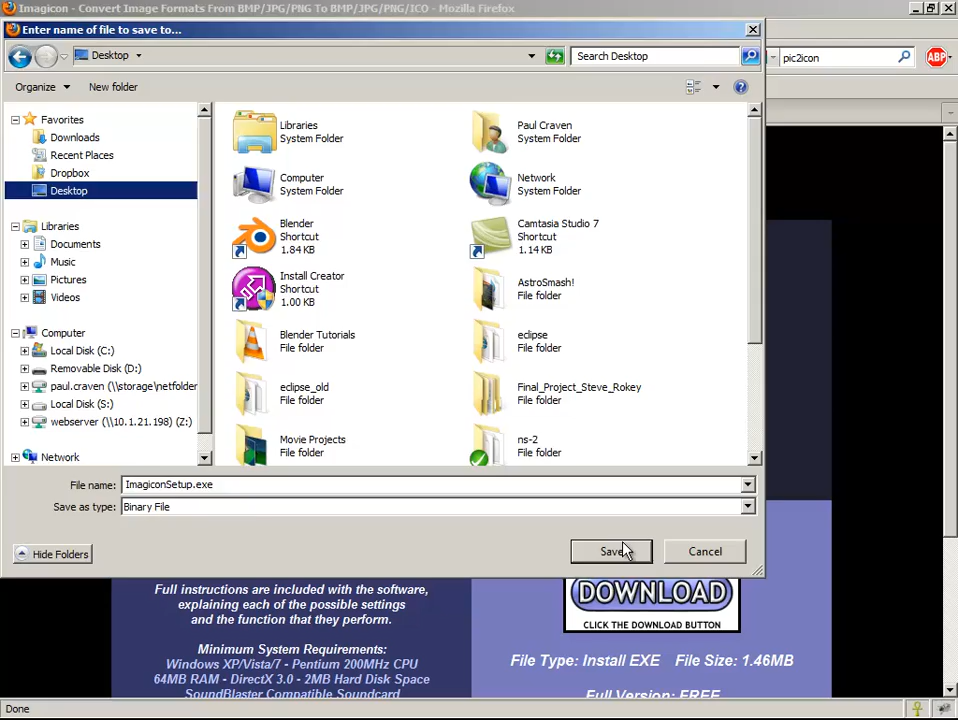 Imagicon - Convert Image Formats From BMP/JPG/PNG To BMP/JPG/PNG/ICO - Mozilla Firefox
Enter name of file to save to...
Desktop
Search Desktop
pic2icon
ABP
Organize
New folder
Favorites
Downloads
Recent Places
Dropbox
Desktop
Libraries
Documents
Music
Pictures
Videos
Computer
Local Disk (C:)
Removable Disk (D:)
paul.craven (\\storage\netfolder
Local Disk (S:)
webserver (\\10.1.21.198) (Z:)
Network
Libraries
System Folder
Paul Craven
System Folder
Computer
System Folder
Network
System Folder
Blender
Shortcut
1.84 KB
Camtasia Studio 7
Shortcut
1.14 KB
Install Creator
Shortcut
1.00 KB
AstroSmash!
File folder
Blender Tutorials
File folder
eclipse
File folder
eclipse_old
File folder
Final_Project_Steve_Rokey
File folder
Movie Projects
File folder
ns-2
File folder
File name: ImagiconSetup.exe
Save as type: Binary File
Hide Folders
Save
Cancel
Full instructions are included with the software,
explaining each of the possible settings
and the function that they perform.
Minimum System Requirements:
Windows XP/Vista/7 - Pentium 200MHz CPU
64MB RAM - DirectX 3.0 - 2MB Hard Disk Space
SoundBlaster Compatible Soundcard
DOWNLOAD
CLICK THE DOWNLOAD BUTTON
File Type: Install EXE File Size: 1.46MB
Full Version: FREE
Done